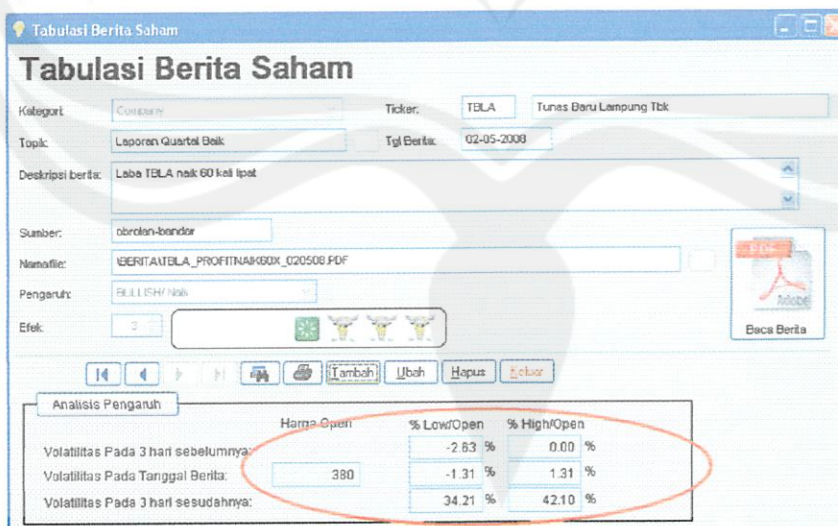 Tabulasi Berita Saham
Tabulasi Berita Saham
Kategori: Company Ticker: TBLA Tunas Baru Lampung Tbk
Topik: Laporan Quartal Baik Tgl Berita: 02-05-2008
Deskripsi berita: Laba TBLA naik 60 kali lipat
Sumber: obrolan-bandar
Namafile: \BERITA\TBLA_PROFITNAIK60X_020508.PDF
PDF
Adobe
Pengaruh: BULLISH/ Naik
Efek: 3
Baca Berita
Tambah Ubah Hapus Keluar
Analisis Pengaruh
Harga Open % Low/Open % High/Open
Volatilitas Pada 3 hari sebelumnya: -2.63 % 0.00 %
Volatilitas Pada Tanggal Berita: 380 -1.31 % 1.31 %
Volatilitas Pada 3 hari sesudahnya: 34.21 % 42.10 %